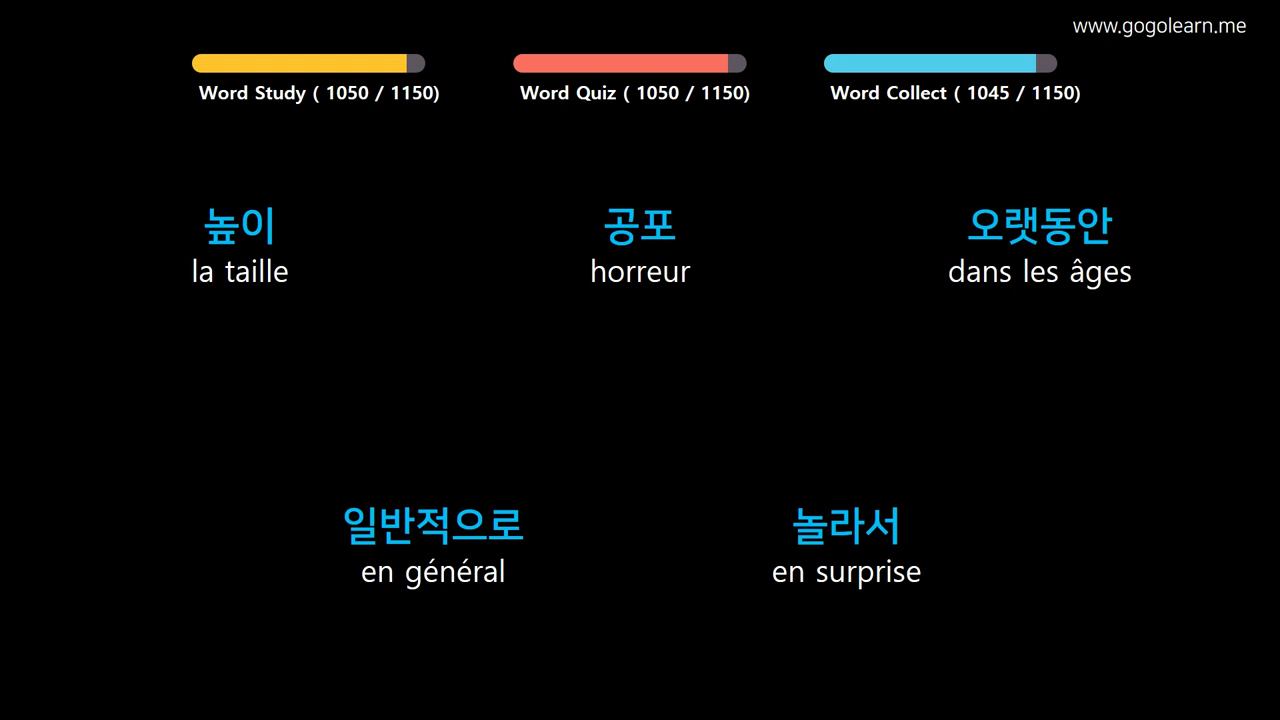 www.gogolearn.me
Word Study ( 1050 / 1150)
Word Quiz ( 1050 / 1150)
Word Collect ( 1045 / 1150)
높이
la taille
공포
horreur
오랫동안
dans les âges
일반적으로
en général
놀라서
en surprise